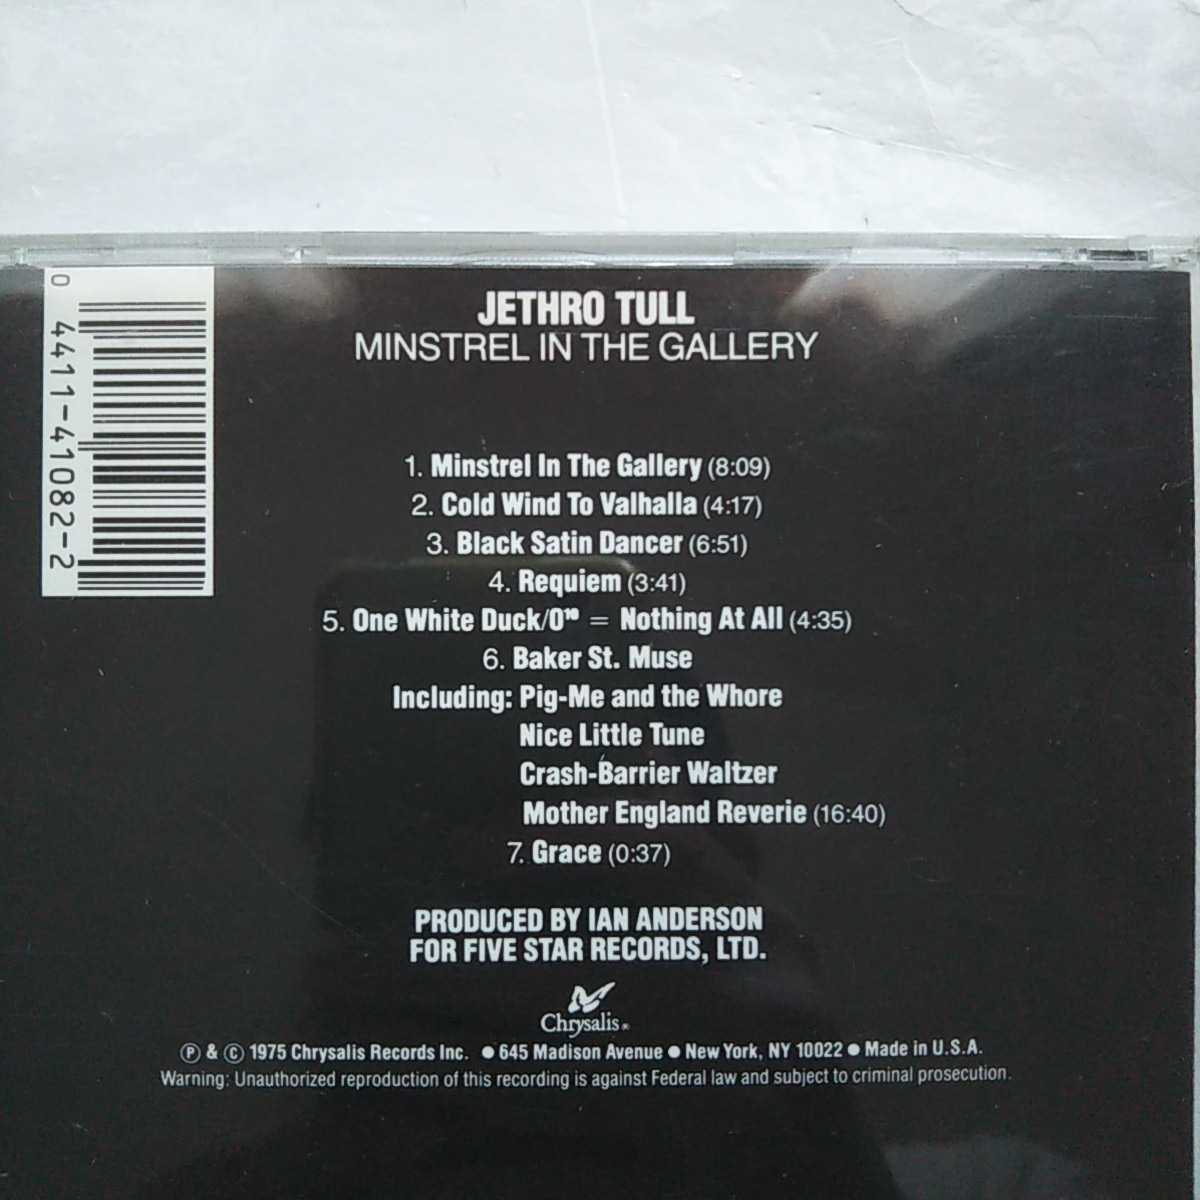 0 4411-41082-2
JETHRO TULL
MINSTREL IN THE GALLERY
1. Minstrel In The Gallery (8:09)
2. Cold Wind To Valhalla (4:17)
3. Black Satin Dancer (6:51)
4. Requiem (3:41)
5. One White Duck/0¹⁰ = Nothing At All (4:35)
6. Baker St. Muse
Including: Pig-Me and the Whore
Nice Little Tune
Crash-Barrier Waltzer
Mother England Reverie (16:40)
7. Grace (0:37)
PRODUCED BY IAN ANDERSON
FOR FIVE STAR RECORDS, LTD.
Chrysalis®
℗ & © 1975 Chrysalis Records Inc. ● 645 Madison Avenue ● New York, NY 10022 ● Made in U.S.A.
Warning: Unauthorized reproduction of this recording is against Federal law and subject to criminal prosecution.